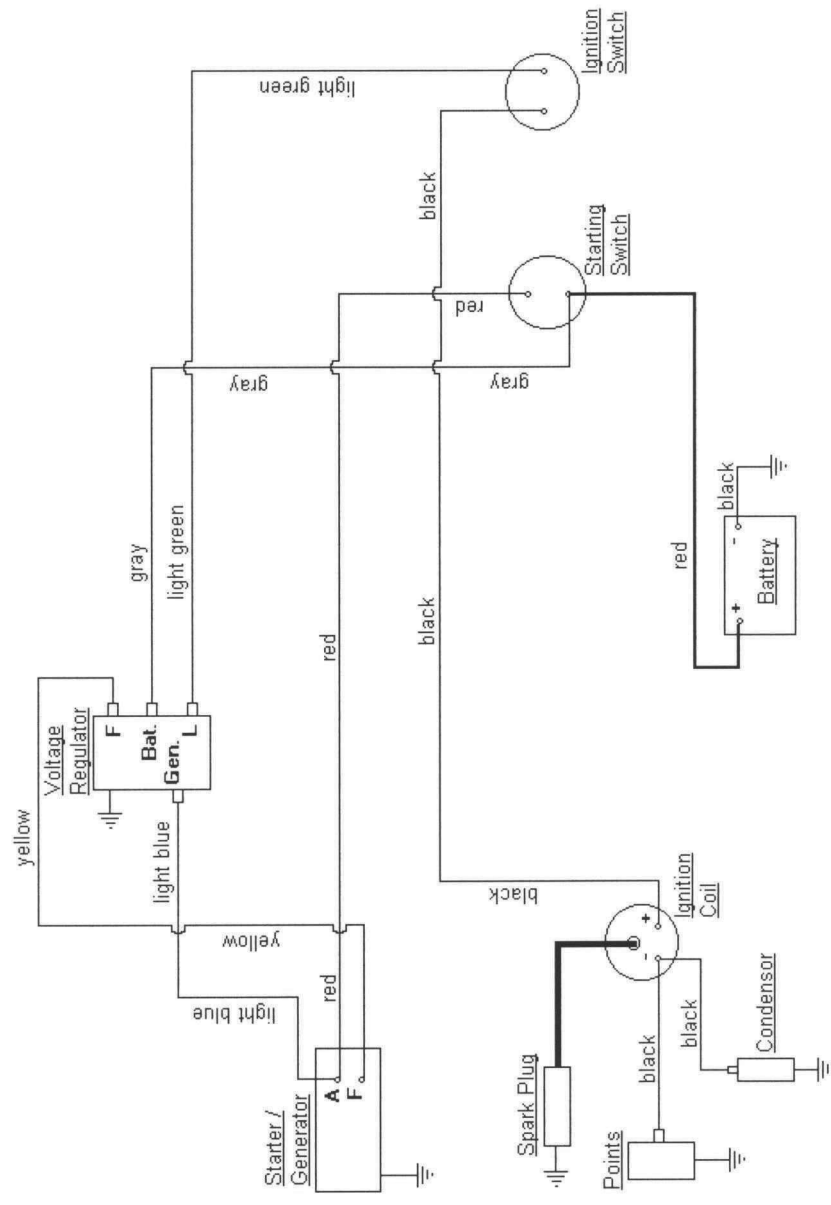 yellow
Voltage
Regulator
F
gray
Bat.
light blue
Gen.
light green
L
light blue
yellow
gray
Starter /
Generator
light green
A
red
red
F
black
black
red
black
gray
Spark Plug
Ignition
Switch
Starting
Switch
Points
-
+
black
red
Ignition
Coil
black
black
+
-
Battery
Condensor